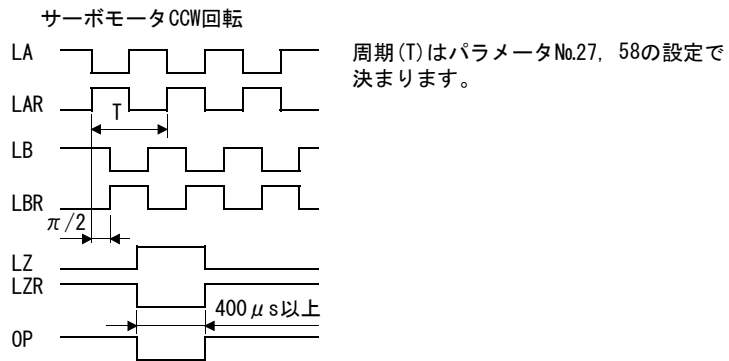 サーボモータCCW回転
周期(T)はパラメータ№27, 58の設定で
決まります。
LA
LAR
T
LB
LBR
π/2
LZ
LZR
400μs以上
OP